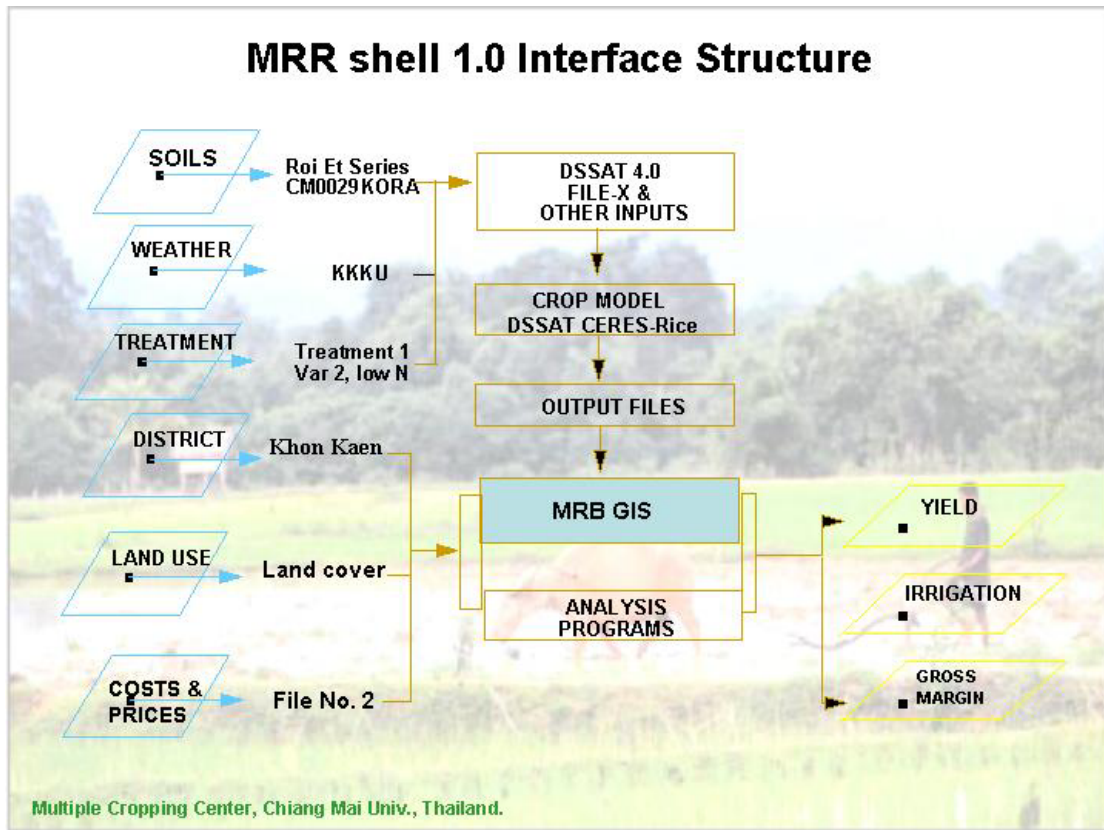 MRR shell 1.0 Interface Structure
SOILS
Roi Et Series
CM0029KORA
WEATHER
KKKU
TREATMENT
Treatment 1
Var 2, low N
DISTRICT
Khon Kaen
LAND USE
Land cover
COSTS &
PRICES
File No. 2
DSSAT 4.0
FILE-X &
OTHER INPUTS
CROP MODEL
DSSAT CERES-Rice
OUTPUT FILES
MRB GIS
ANALYSIS
PROGRAMS
YIELD
IRRIGATION
GROSS
MARGIN
Multiple Cropping Center, Chiang Mai Univ., Thailand.